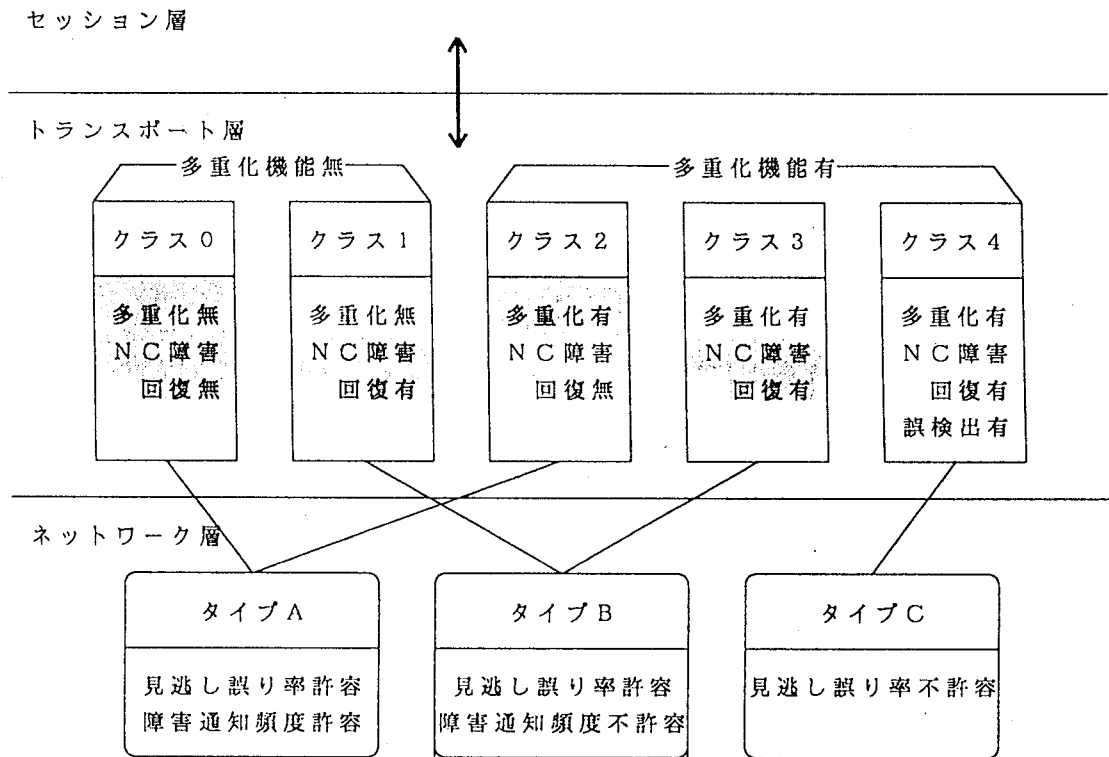 セッション層
トランスポート層
多重化機能無
多重化機能有
クラス0
多重化無
NC障害
回復無
クラス1
多重化無
NC障害
回復有
クラス2
多重化有
NC障害
回復無
クラス3
多重化有
NC障害
回復有
クラス4
多重化有
NC障害
回復有
誤検出有
ネットワーク層
タイプA
見逃し誤り率許容
障害通知頻度許容
タイプB
見逃し誤り率許容
障害通知頻度不許容
タイプC
見逃し誤り率不許容